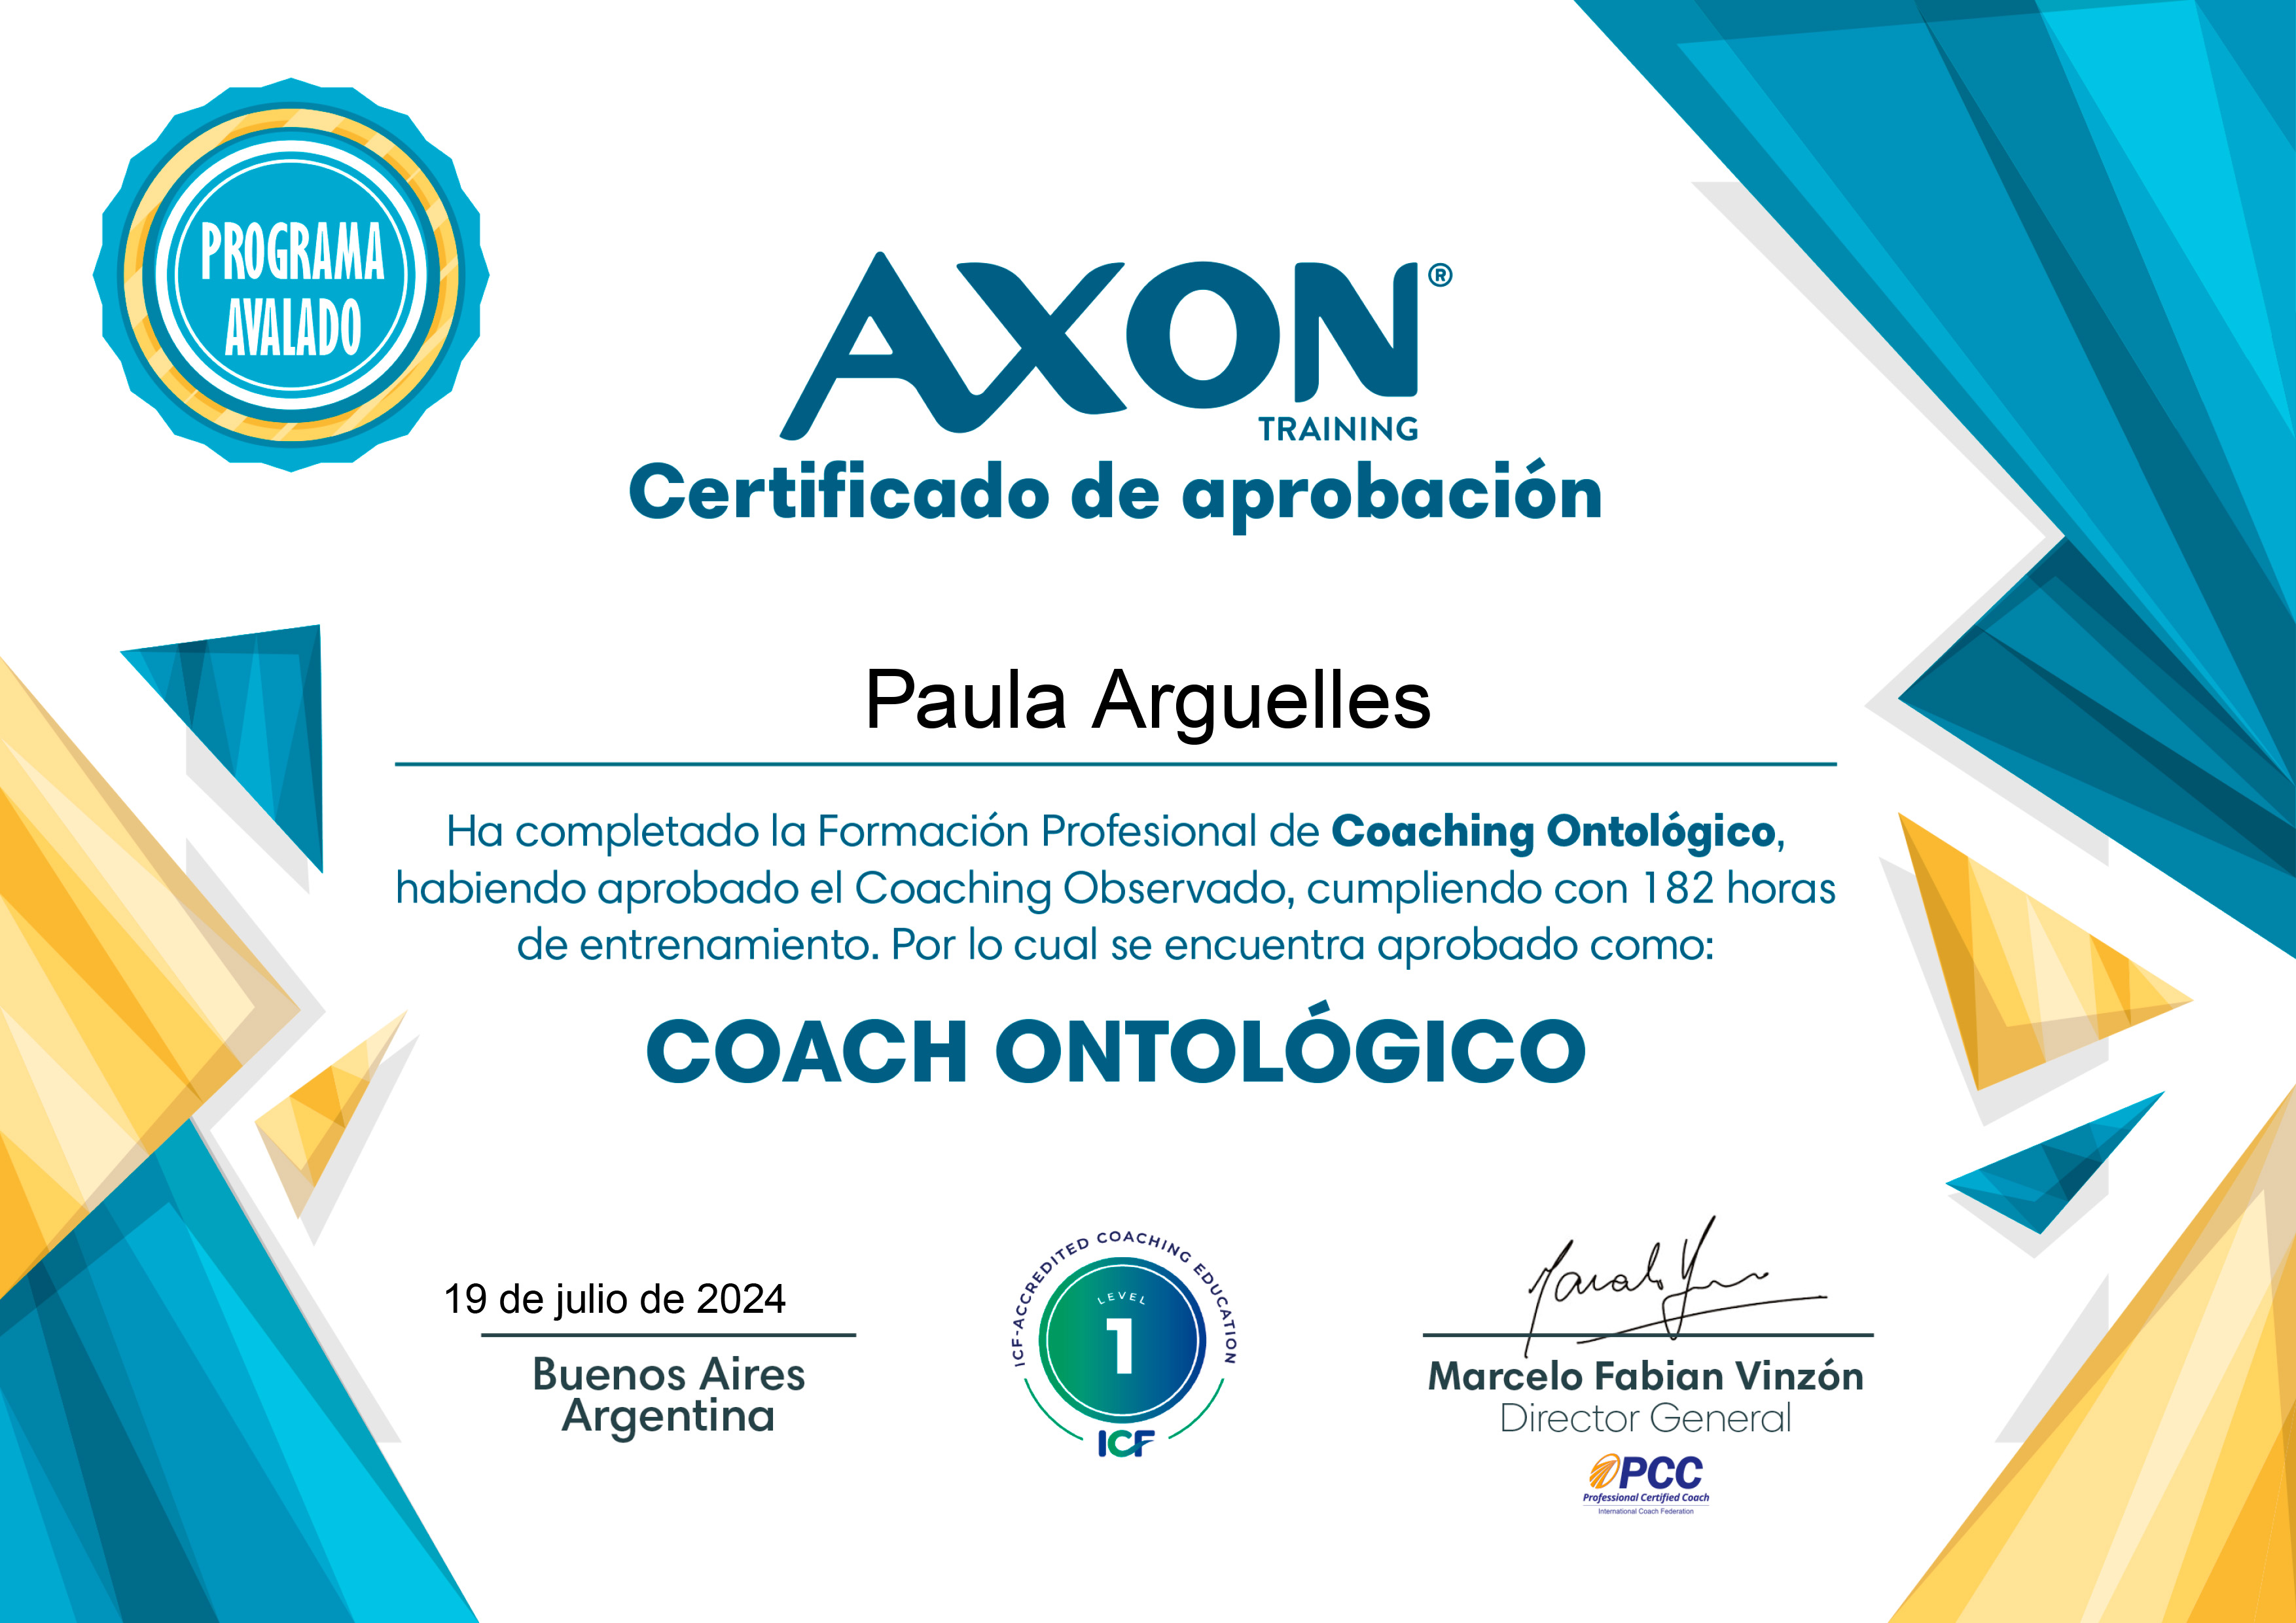 PROGRAMA
AVALADO
AXON®
TRAINING
Certificado de aprobación
Paula Arguelles
Ha completado la Formación Profesional de Coaching Ontológico,
habiendo aprobado el Coaching Observado, cumpliendo con 182 horas
de entrenamiento. Por lo cual se encuentra aprobado como:
COACH ONTOLÓGICO
19 de julio de 2024
Buenos Aires
Argentina
ICF-ACCREDITED COACHING EDUCATION
LEVEL
1
ICF
Marcelo Fabian Vinzón
Director General
PCC
Professional Certified Coach
International Coach Federation